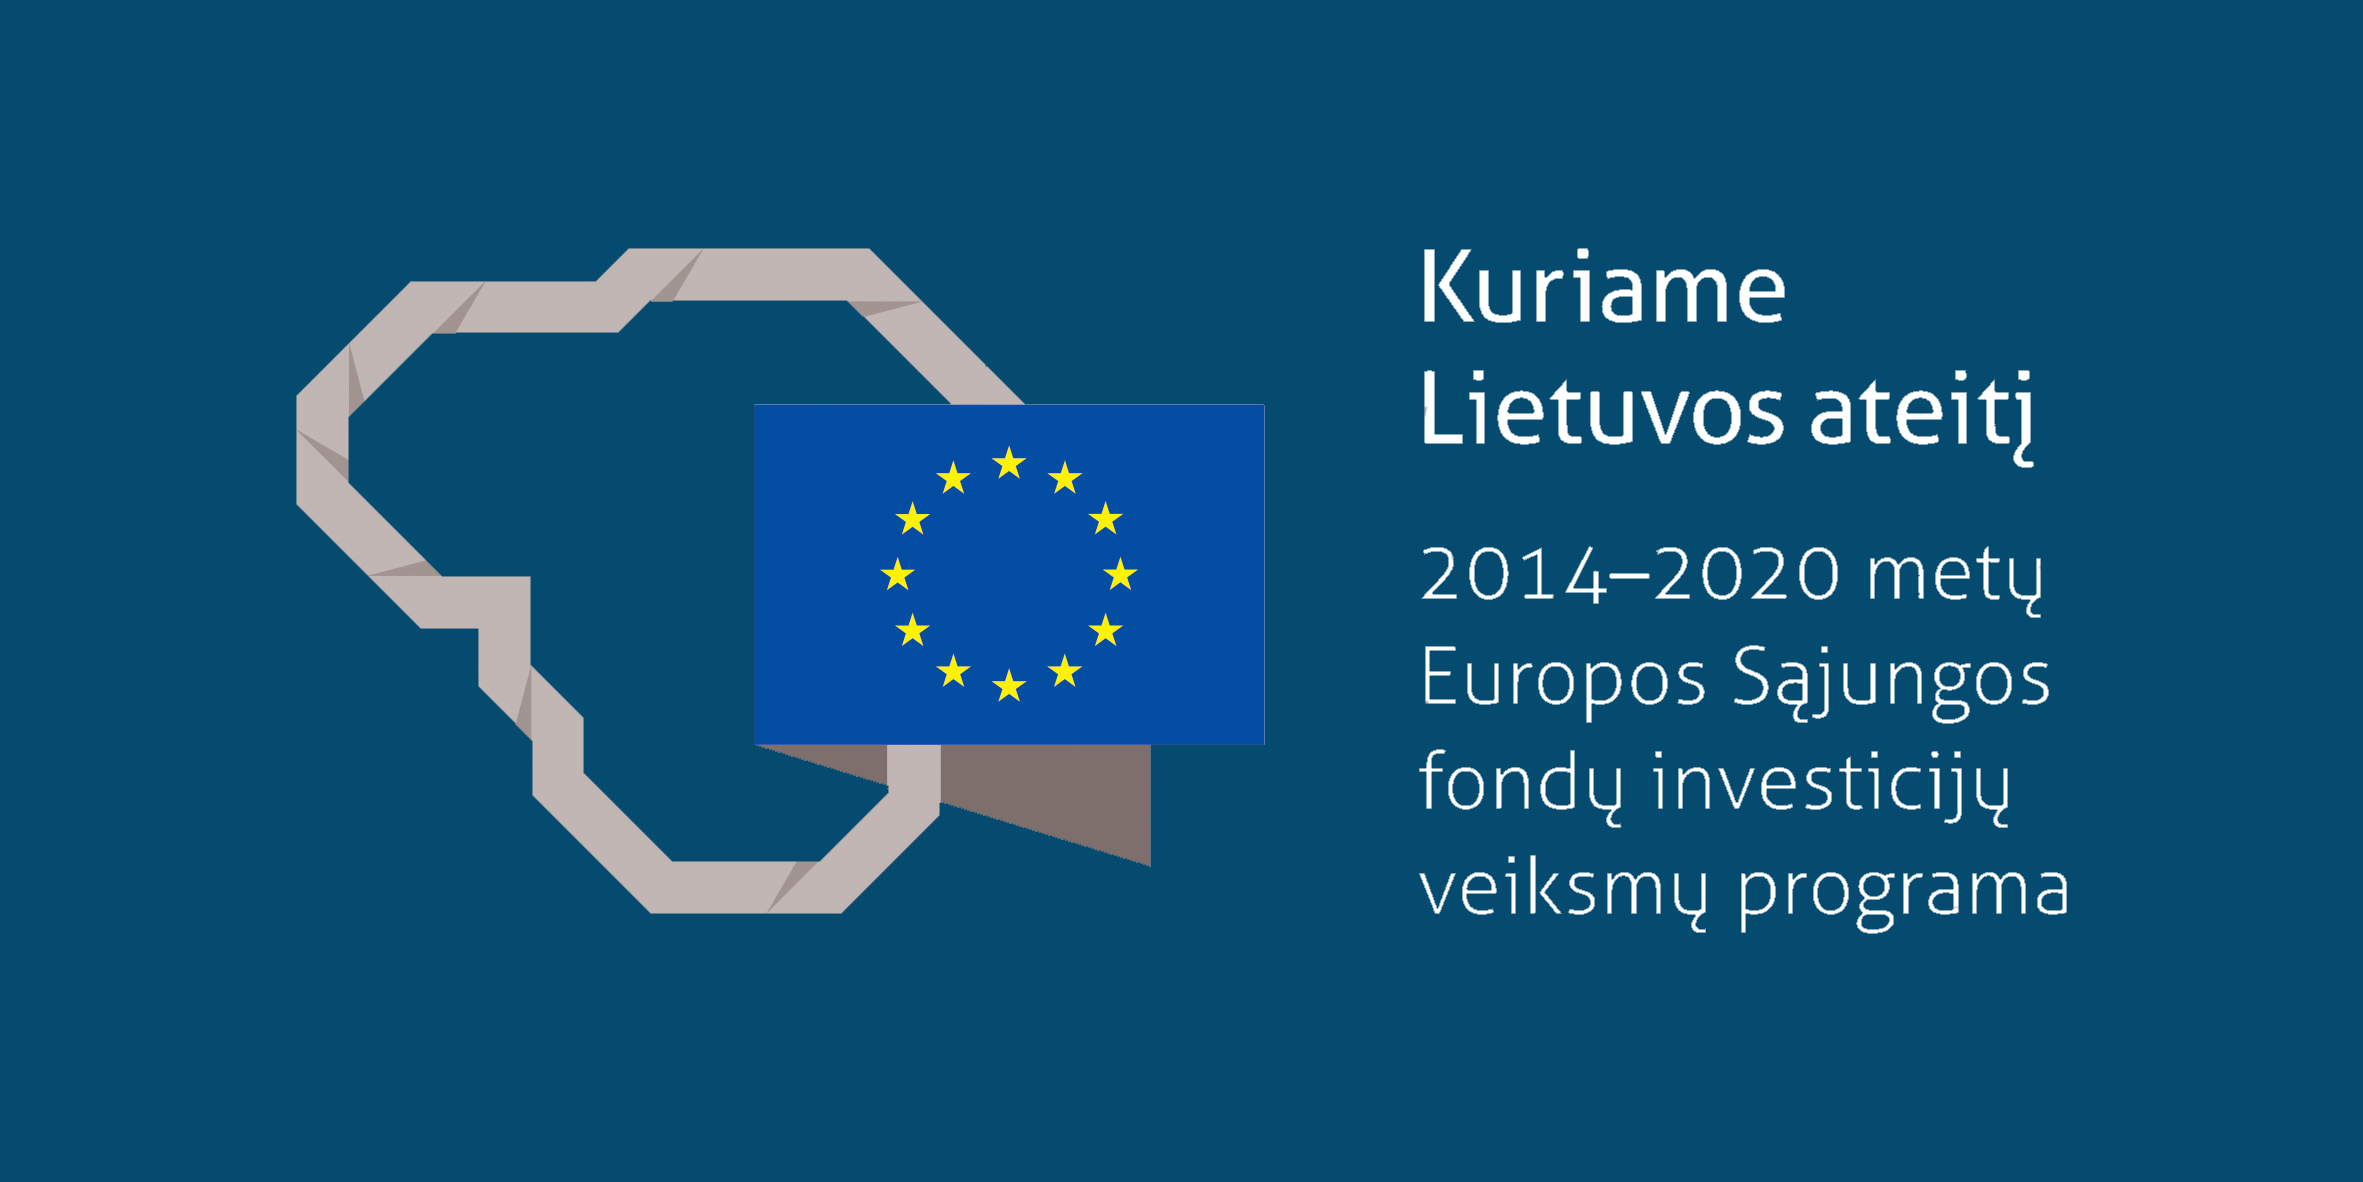 Kuriame
Lietuvos ateitį
2014–2020 metų
Europos Sąjungos
fondų investicijų
veiksmų programa